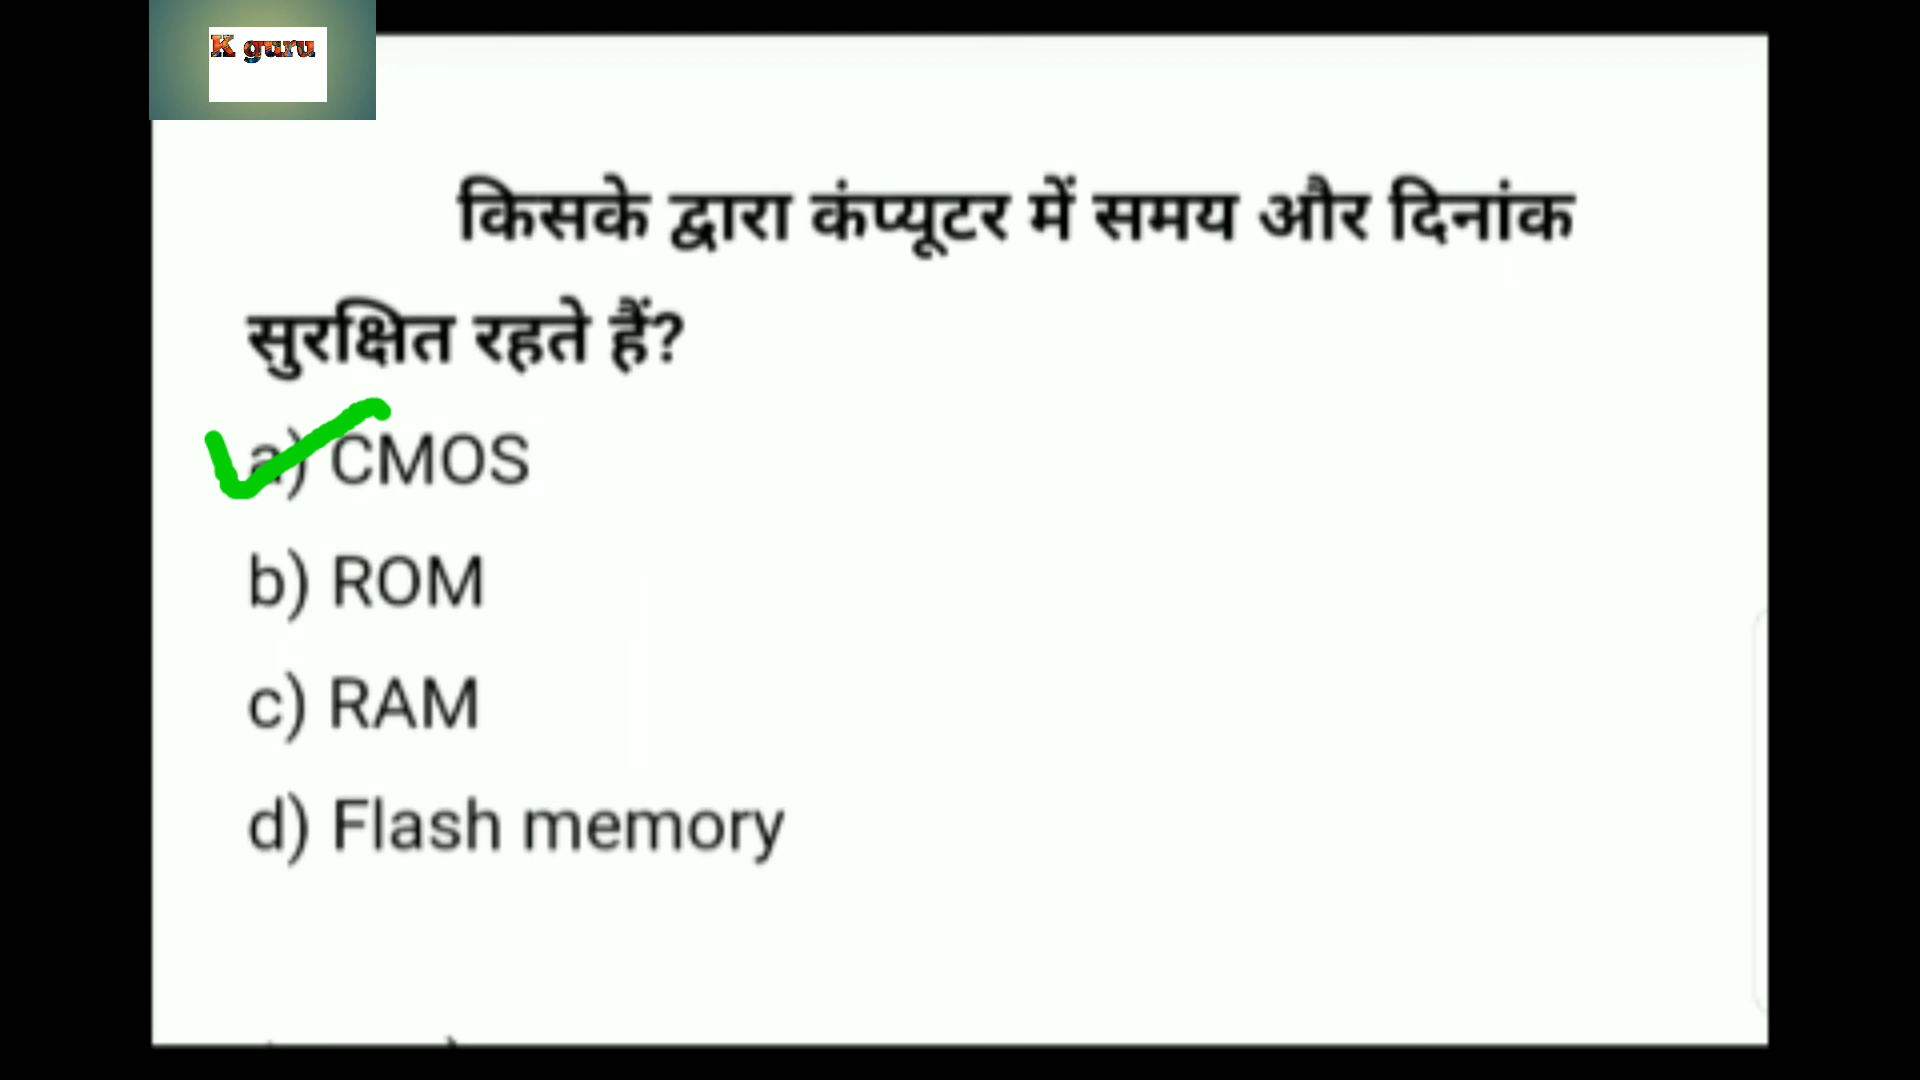 K guru
किसके द्वारा कंप्यूटर में समय और दिनांक
सुरक्षित रहते हैं?
a) CMOS
b) ROM
c) RAM
d) Flash memory